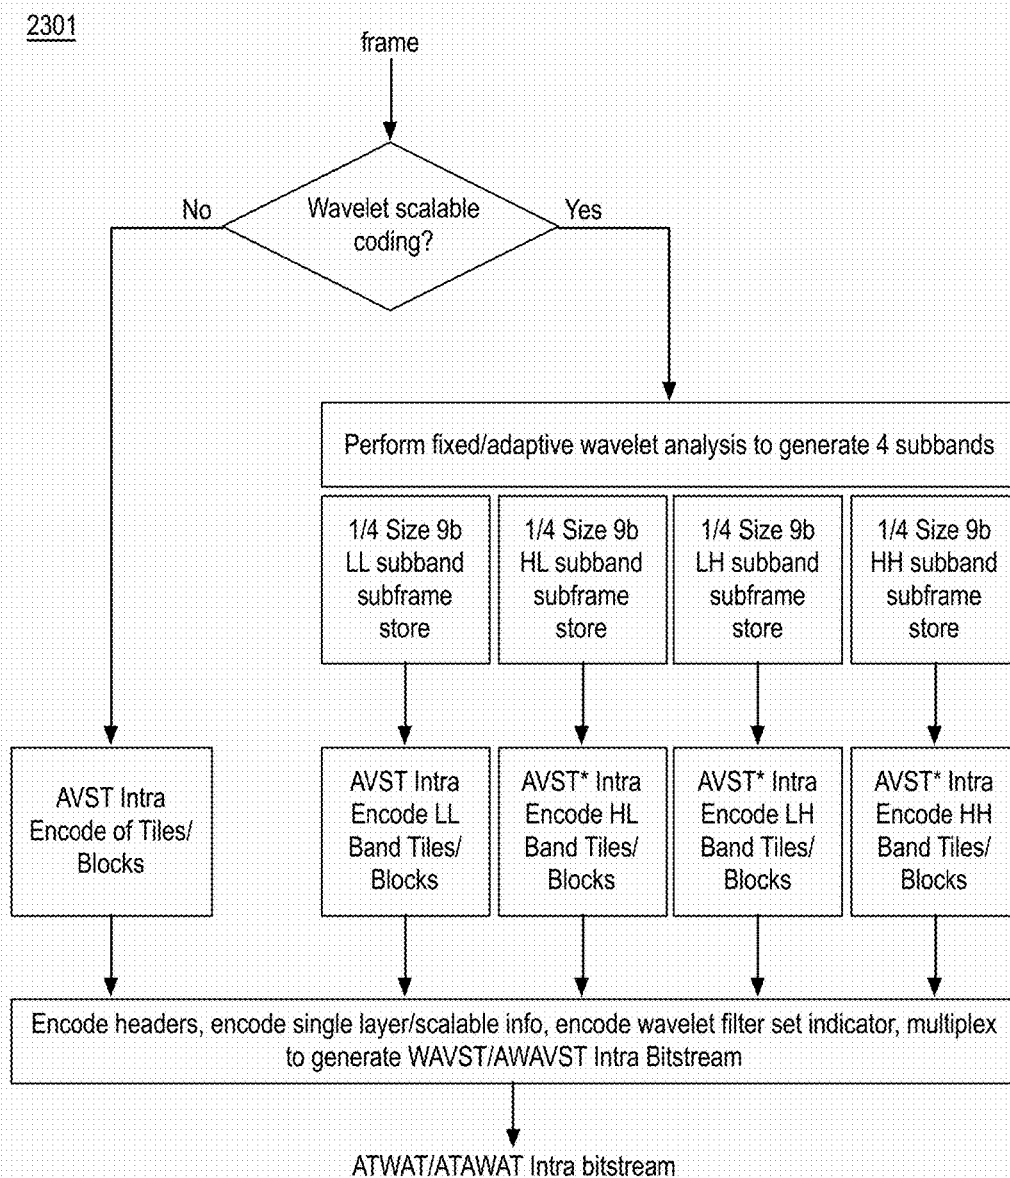 2301
frame
No
Wavelet scalable
coding?
Yes
Perform fixed/adaptive wavelet analysis to generate 4 subbands
1/4 Size 9b
LL subband
subframe
store
1/4 Size 9b
HL subband
subframe
store
1/4 Size 9b
LH subband
subframe
store
1/4 Size 9b
HH subband
subframe
store
AVST Intra
Encode of Tiles/
Blocks
AVST Intra
Encode LL
Band Tiles/
Blocks
AVST* Intra
Encode HL
Band Tiles/
Blocks
AVST* Intra
Encode LH
Band Tiles/
Blocks
AVST* Intra
Encode HH
Band Tiles/
Blocks
Encode headers, encode single layer/scalable info, encode wavelet filter set indicator, multiplex
to generate WAVST/AWAVST Intra Bitstream
ATWAT/ATAWAT Intra bitstream